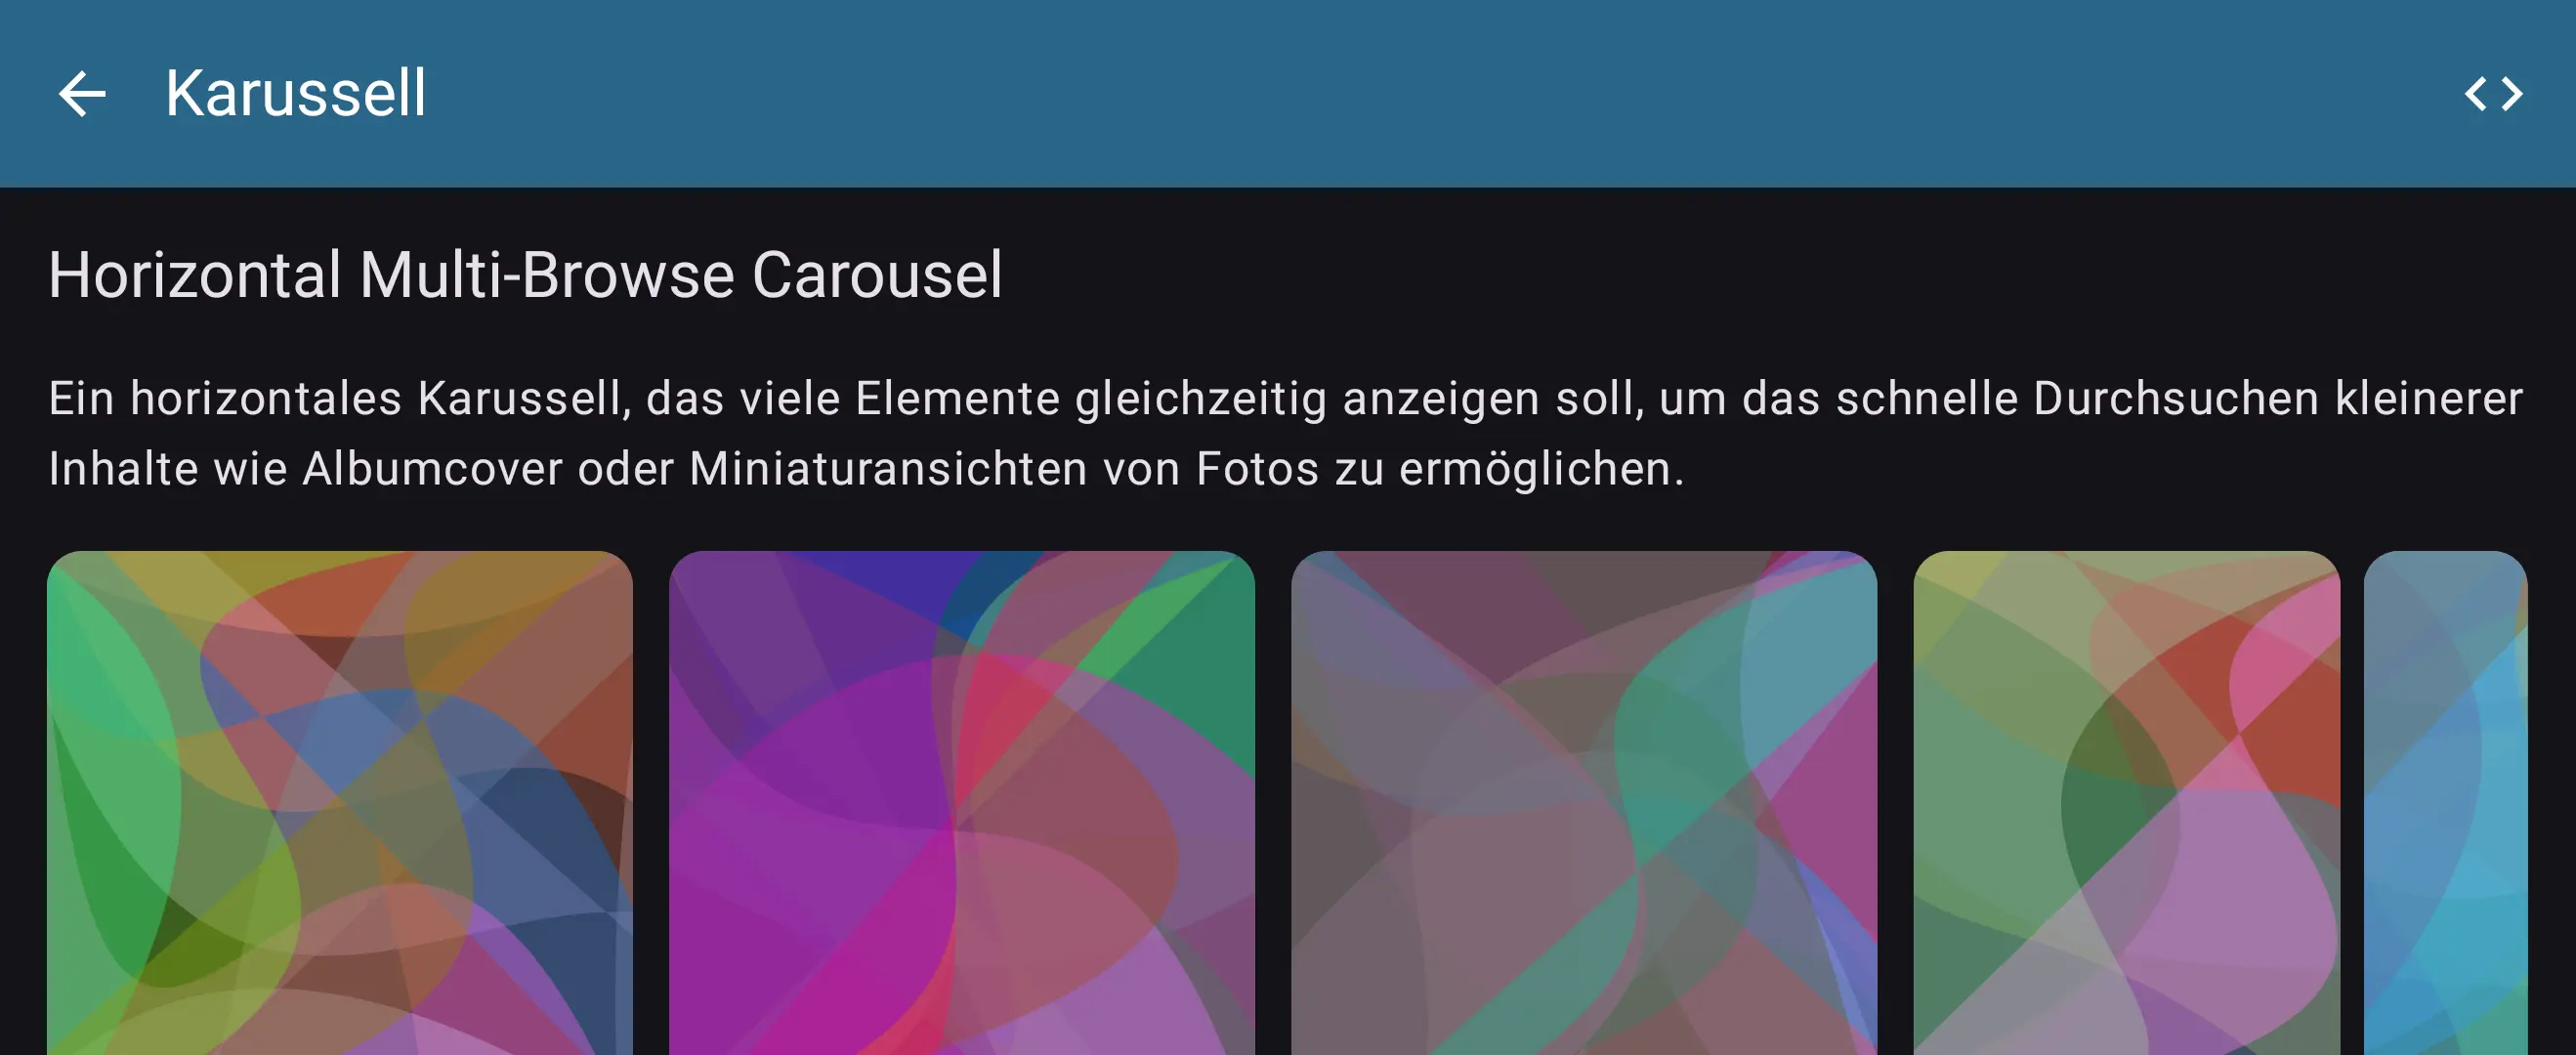 Karussell
Horizontal Multi-Browse Carousel
Ein horizontales Karussell, das viele Elemente gleichzeitig anzeigen soll, um das schnelle Durchsuchen kleinerer
Inhalte wie Albumcover oder Miniaturansichten von Fotos zu ermöglichen.